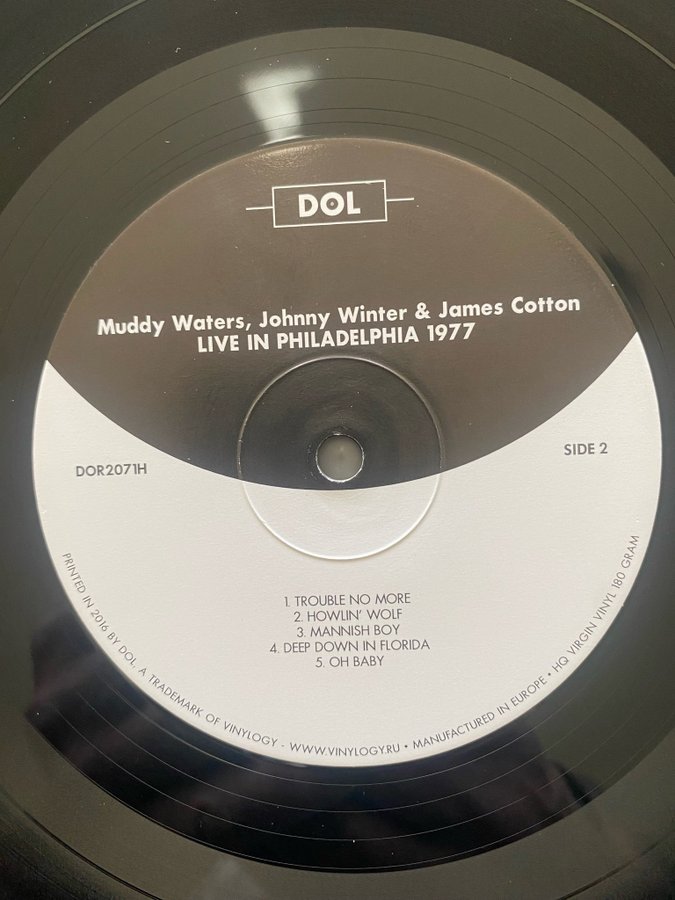 DOL
Muddy Waters, Johnny Winter & James Cotton
LIVE IN PHILADELPHIA 1977
DOR2071H
SIDE 2
1. TROUBLE NO MORE
2. HOWLIN' WOLF
3. MANNISH BOY
4. DEEP DOWN IN FLORIDA
5. OH BABY
PRINTED IN 2016 BY DOL. A TRADEMARK OF VINYLOGY - WWW.VINYLOGY.RU • MANUFACTURED IN EUROPE • HQ VIRGIN VINYL 180 GRAM